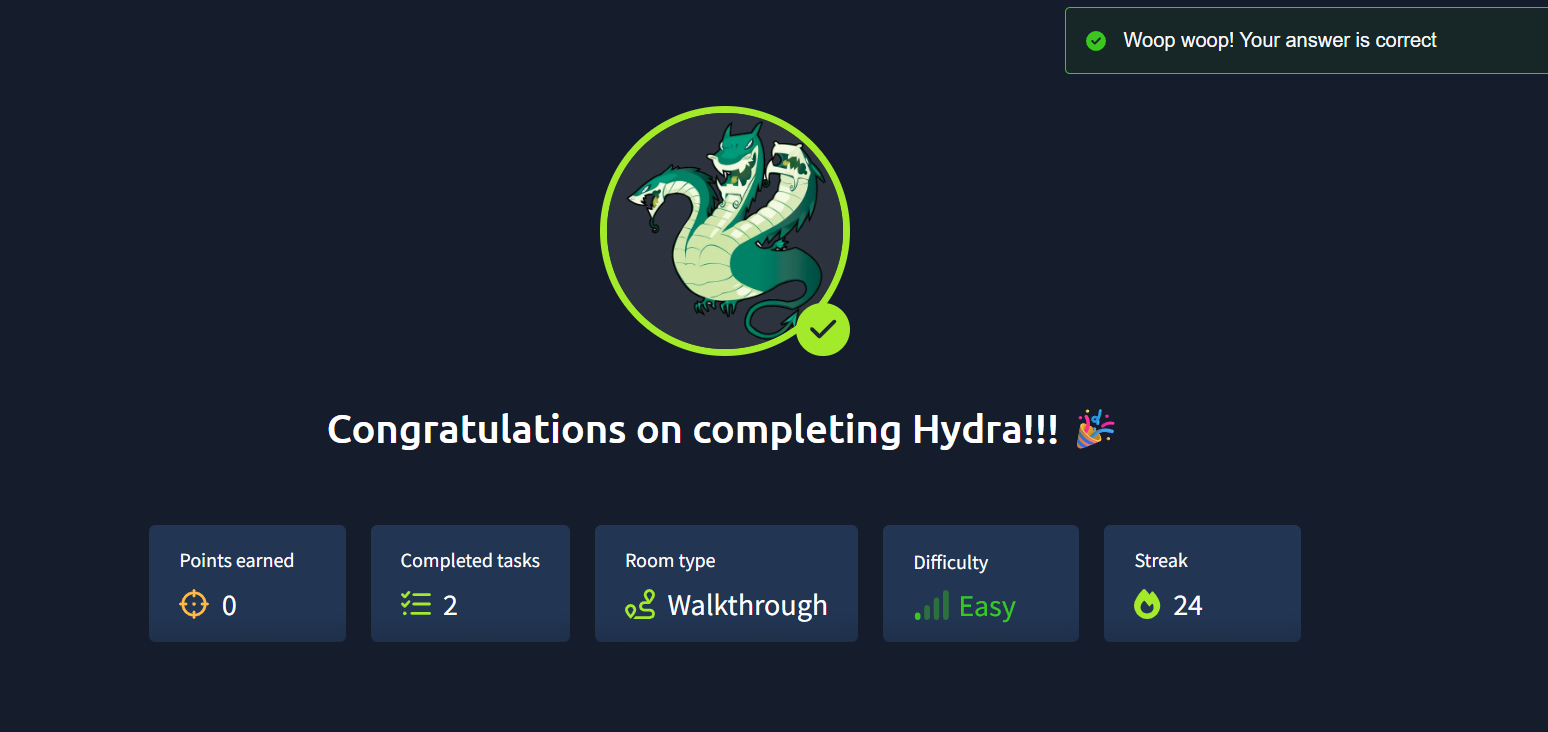 Woop woop! Your answer is correct
Congratulations on completing Hydra!!! 🎉
Points earned
0
Completed tasks
2
Room type
Walkthrough
Difficulty
Easy
Streak
24